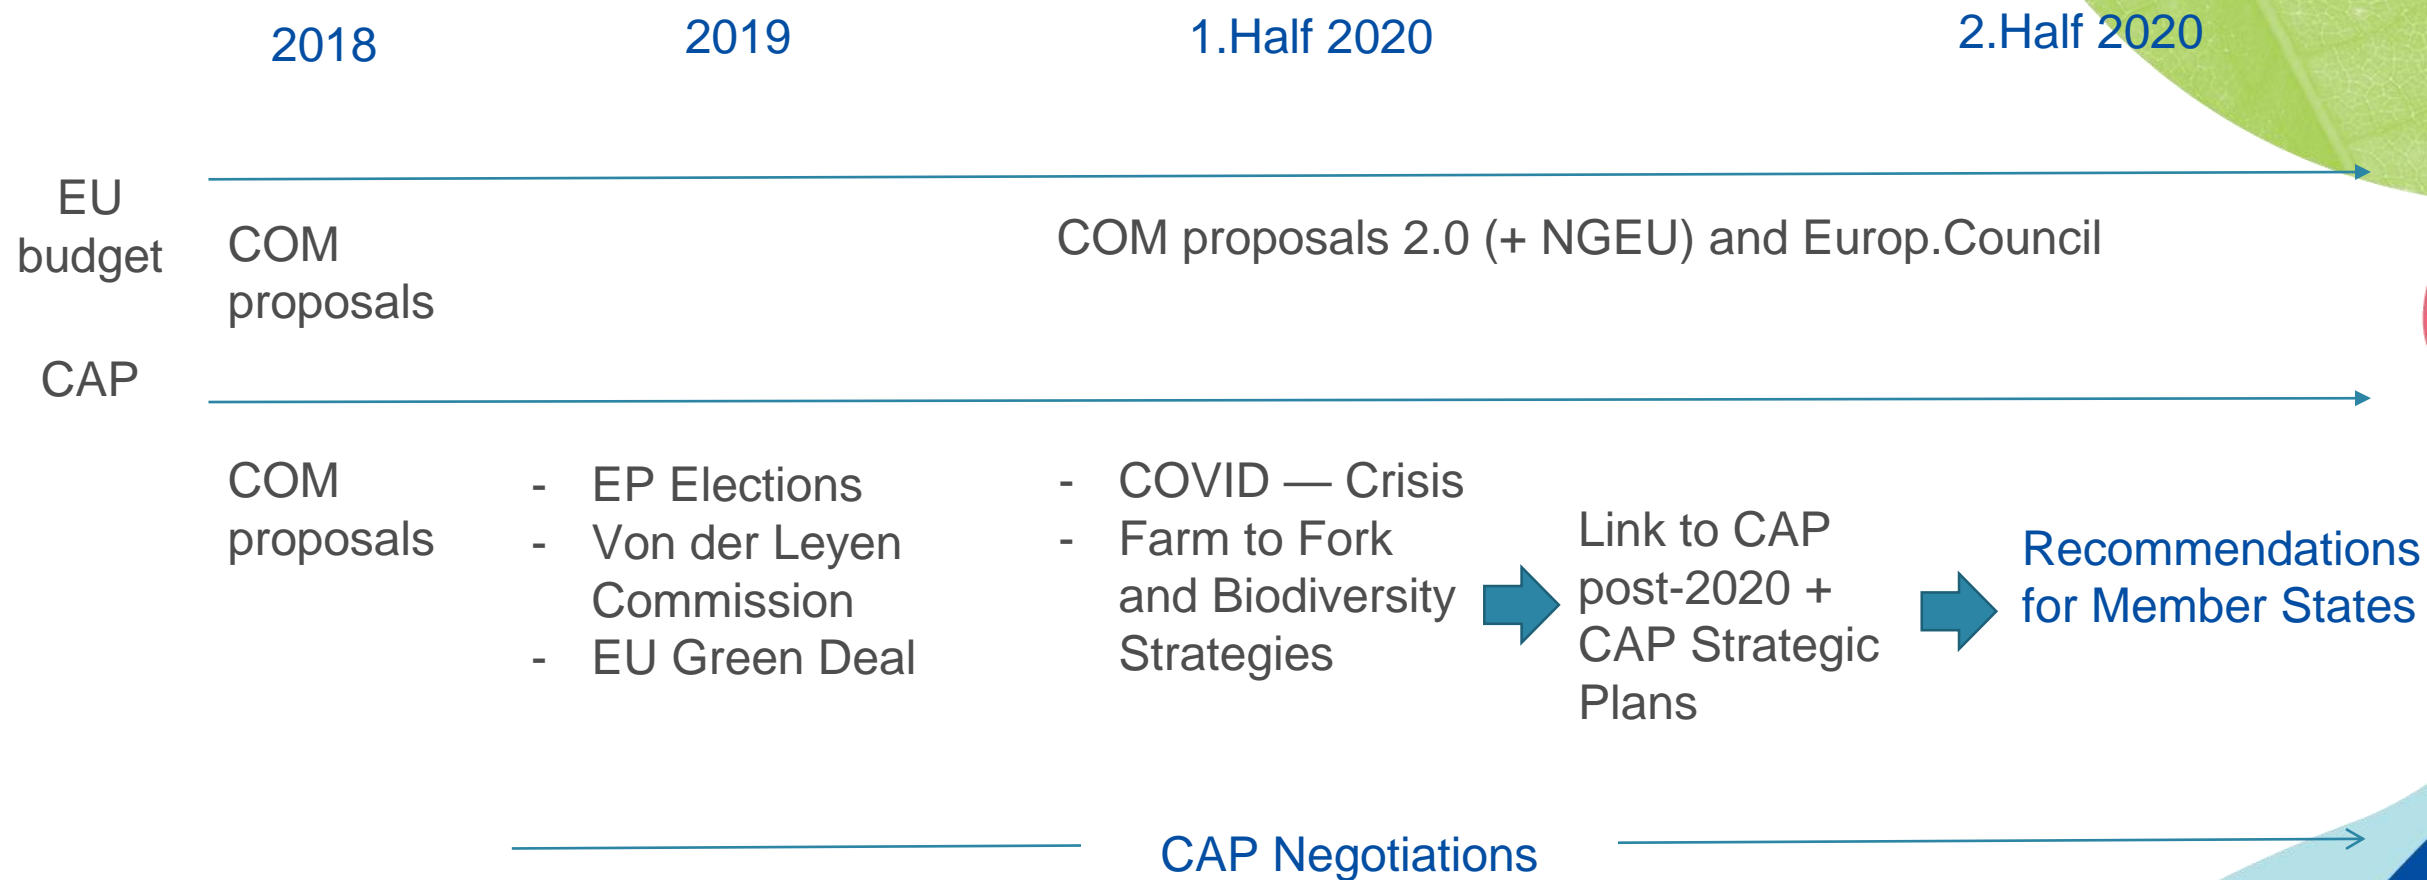 2018
2019
1.Half 2020
2.Half 2020
EU
budget
COM
proposals
COM proposals 2.0 (+ NGEU) and Europ.Council
CAP
COM
proposals
- EP Elections
- Von der Leyen
Commission
- EU Green Deal
- COVID — Crisis
- Farm to Fork
and Biodiversity
Strategies
Link to CAP
post-2020 +
CAP Strategic
Plans
Recommendations
for Member States
CAP Negotiations